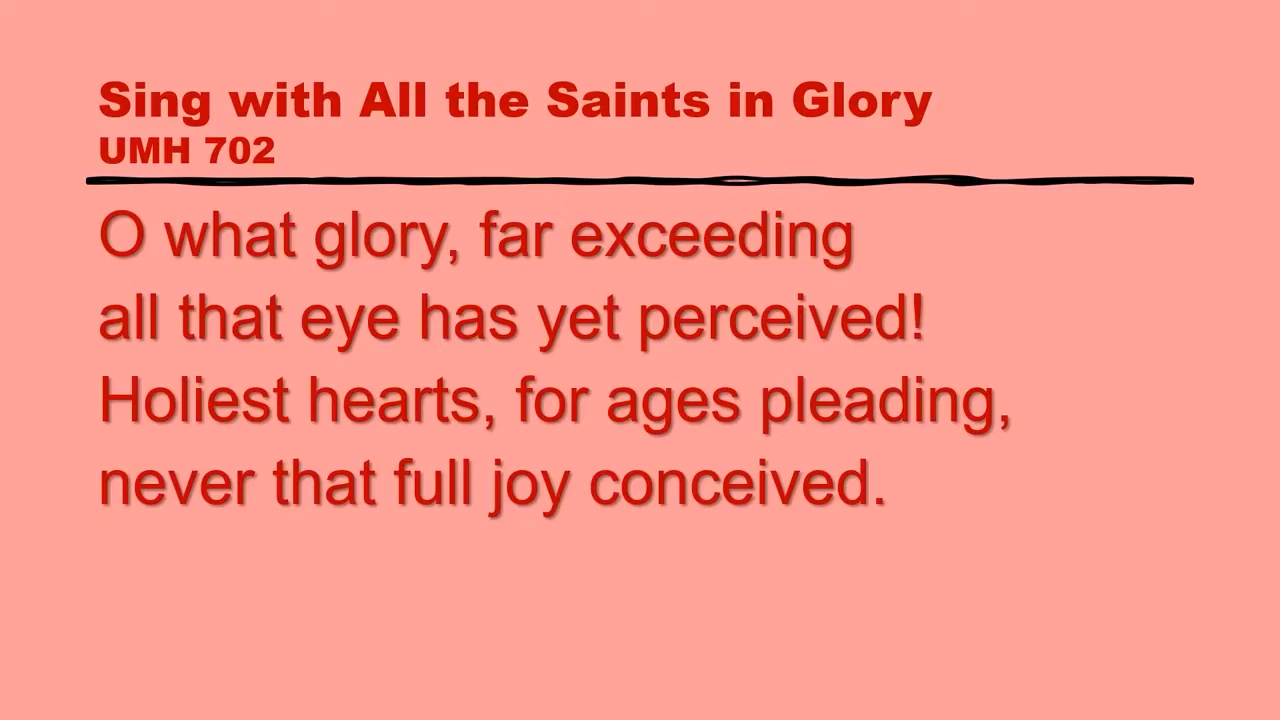 Sing with All the Saints in Glory
UMH 702
O what glory, far exceeding
all that eye has yet perceived!
Holiest hearts, for ages pleading,
never that full joy conceived.